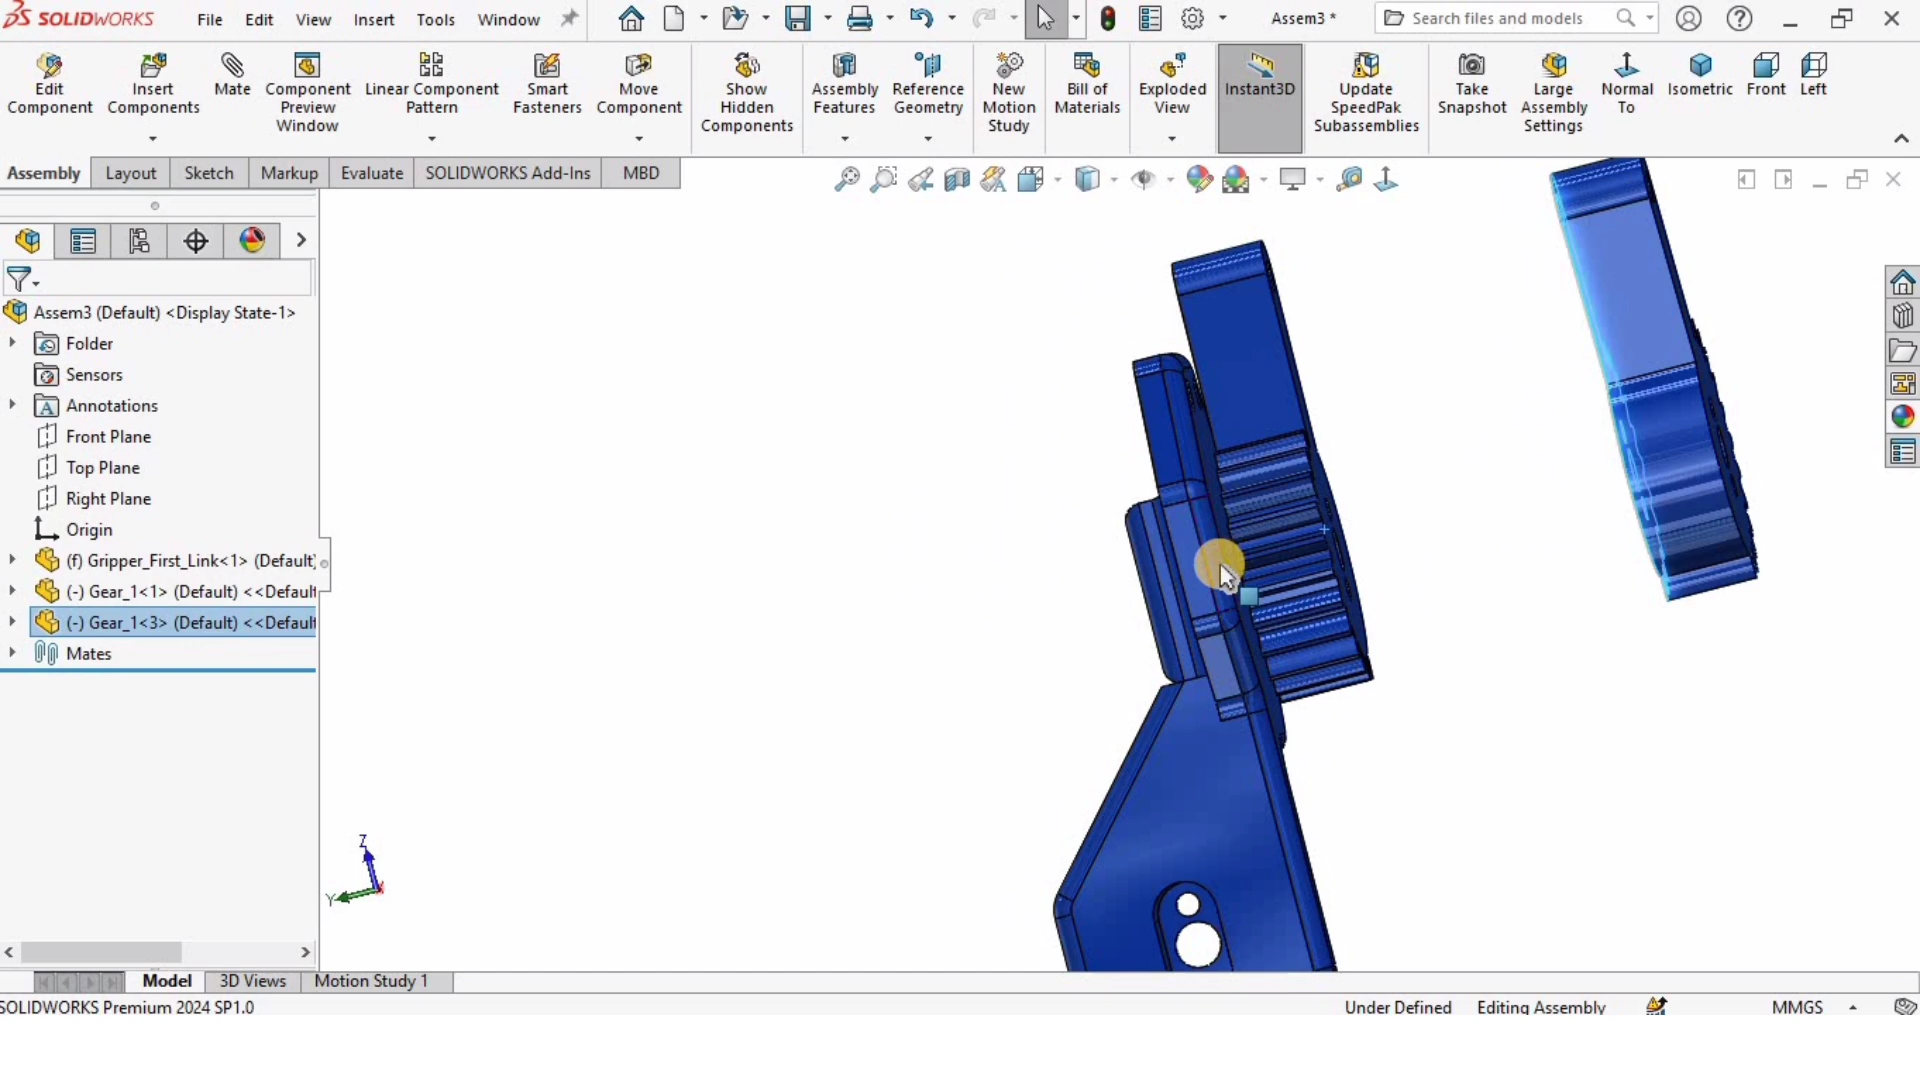 SOLIDWORKS File Edit View Insert Tools Window Assem3 * Search files and models
Edit Component
Insert Components
Mate
Component Preview Window
Linear Component Pattern
Smart Fasteners
Move Component
Show Hidden Components
Assembly Features
Reference Geometry
New Motion Study
Bill of Materials
Exploded View
Instant3D
Update SpeedPak Subassemblies
Take Snapshot
Large Assembly Settings
Normal To
Isometric
Front
Left
Assembly Layout Sketch Markup Evaluate SOLIDWORKS Add-Ins MBD
Assem3 (Default) <Display State-1>
Folder
Sensors
Annotations
Front Plane
Top Plane
Right Plane
Origin
(f) Gripper_First_Link<1> (Default)
(-) Gear_1<1> (Default) <<Default
(-) Gear_1<3> (Default) <<Default
Mates
Z
Y
Model 3D Views Motion Study 1
SOLIDWORKS Premium 2024 SP1.0 Under Defined Editing Assembly MMGS